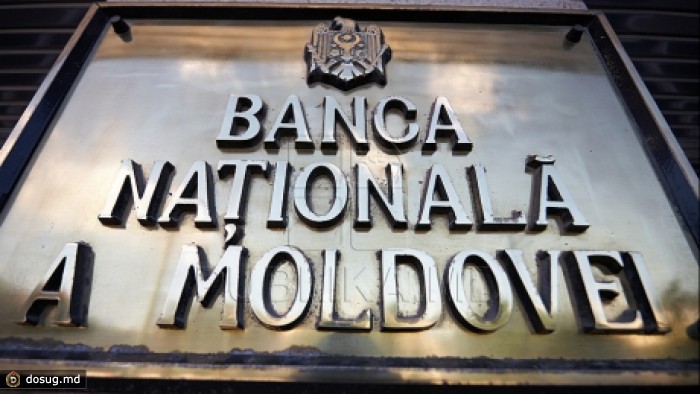 BANCA
NAȚIONALĂ
A MOLDOVEI
dosug.md